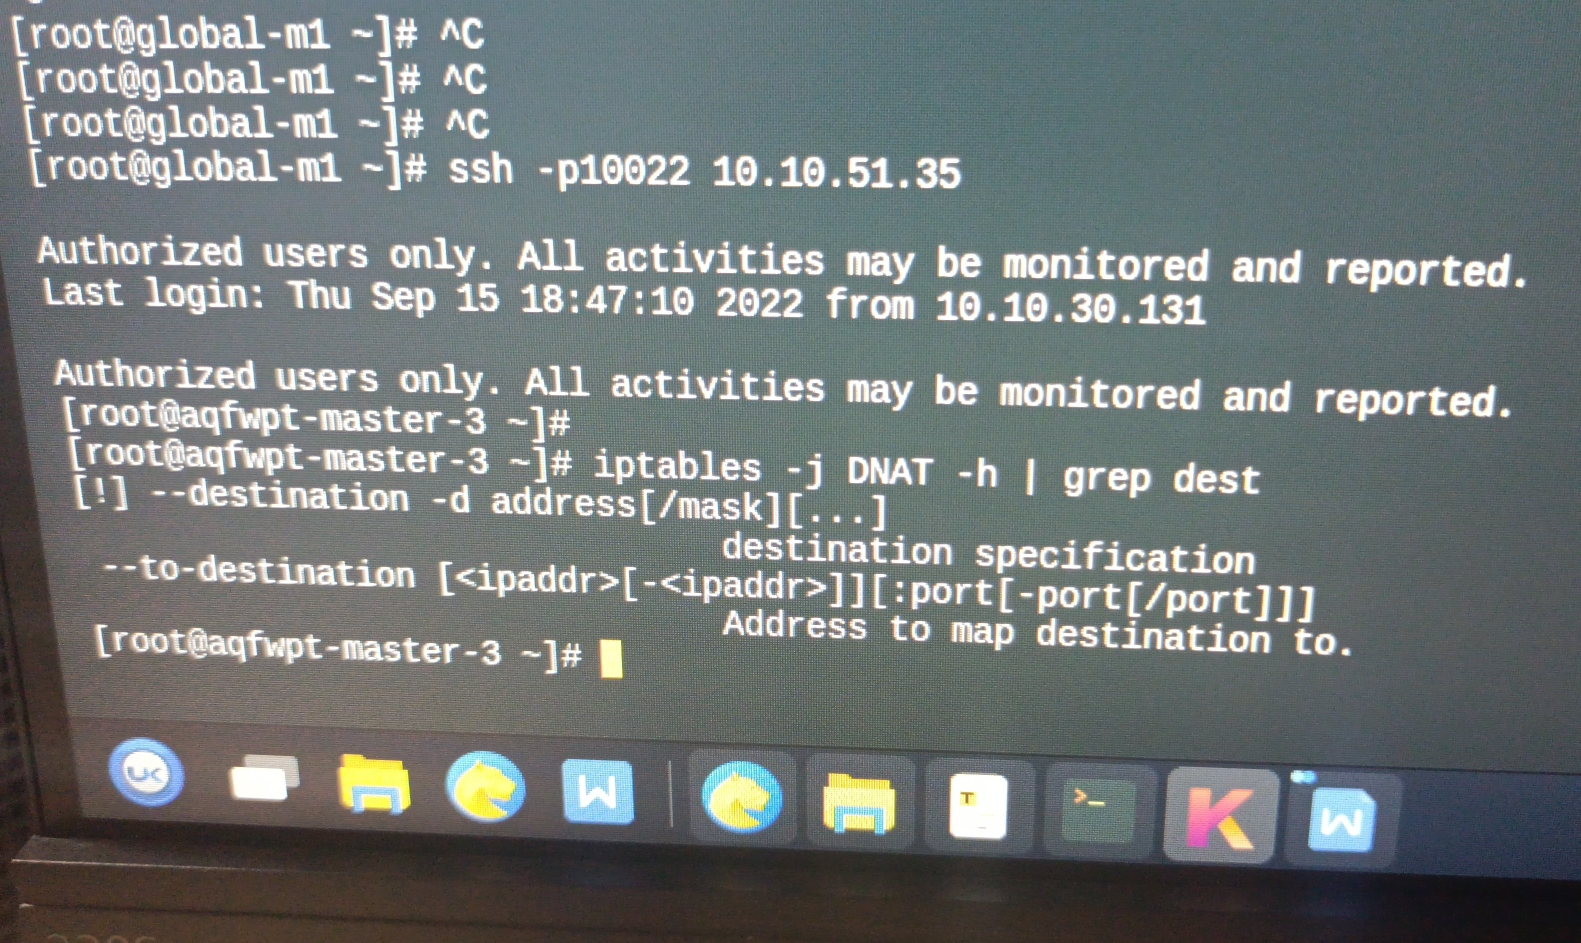 [root@global-m1 ~]# ^C
[root@global-m1 ~]# ^C
[root@global-m1 ~]# ^C
[root@global-m1 ~]# ssh -p10022 10.10.51.35
Authorized users only. All activities may be monitored and reported.
Last login: Thu Sep 15 18:47:10 2022 from 10.10.30.131
Authorized users only. All activities may be monitored and reported.
[root@aqfwpt-master-3 ~]#
[root@aqfwpt-master-3 ~]# iptables -j DNAT -h | grep dest
[!] --destination -d address[/mask][...]
destination specification
--to-destination [<ipaddr>[-<ipaddr>]][:port[-port[/port]]]
Address to map destination to.
[root@aqfwpt-master-3 ~]#
UK
W
T
>_
K
W